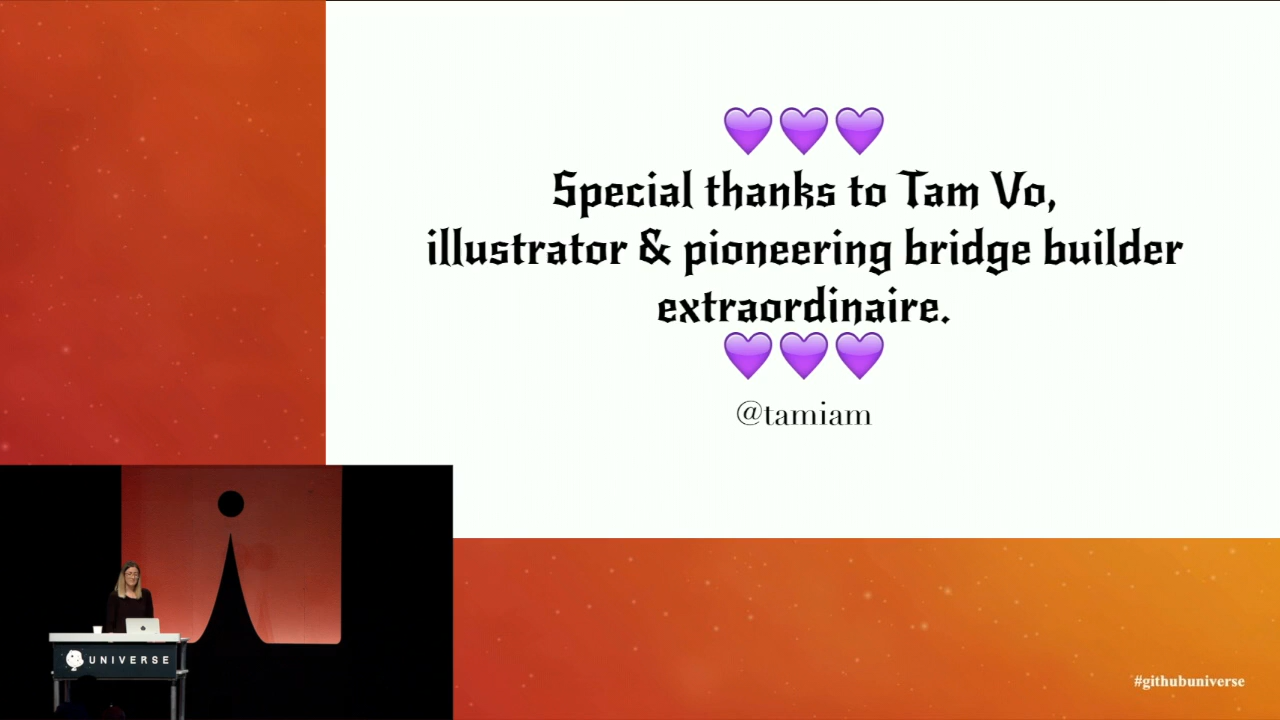 💜💜💜
Special thanks to Tam Vo,
illustrator & pioneering bridge builder
extraordinaire.
💜💜💜
@tamiam
UNIVERSE
#githubuniverse